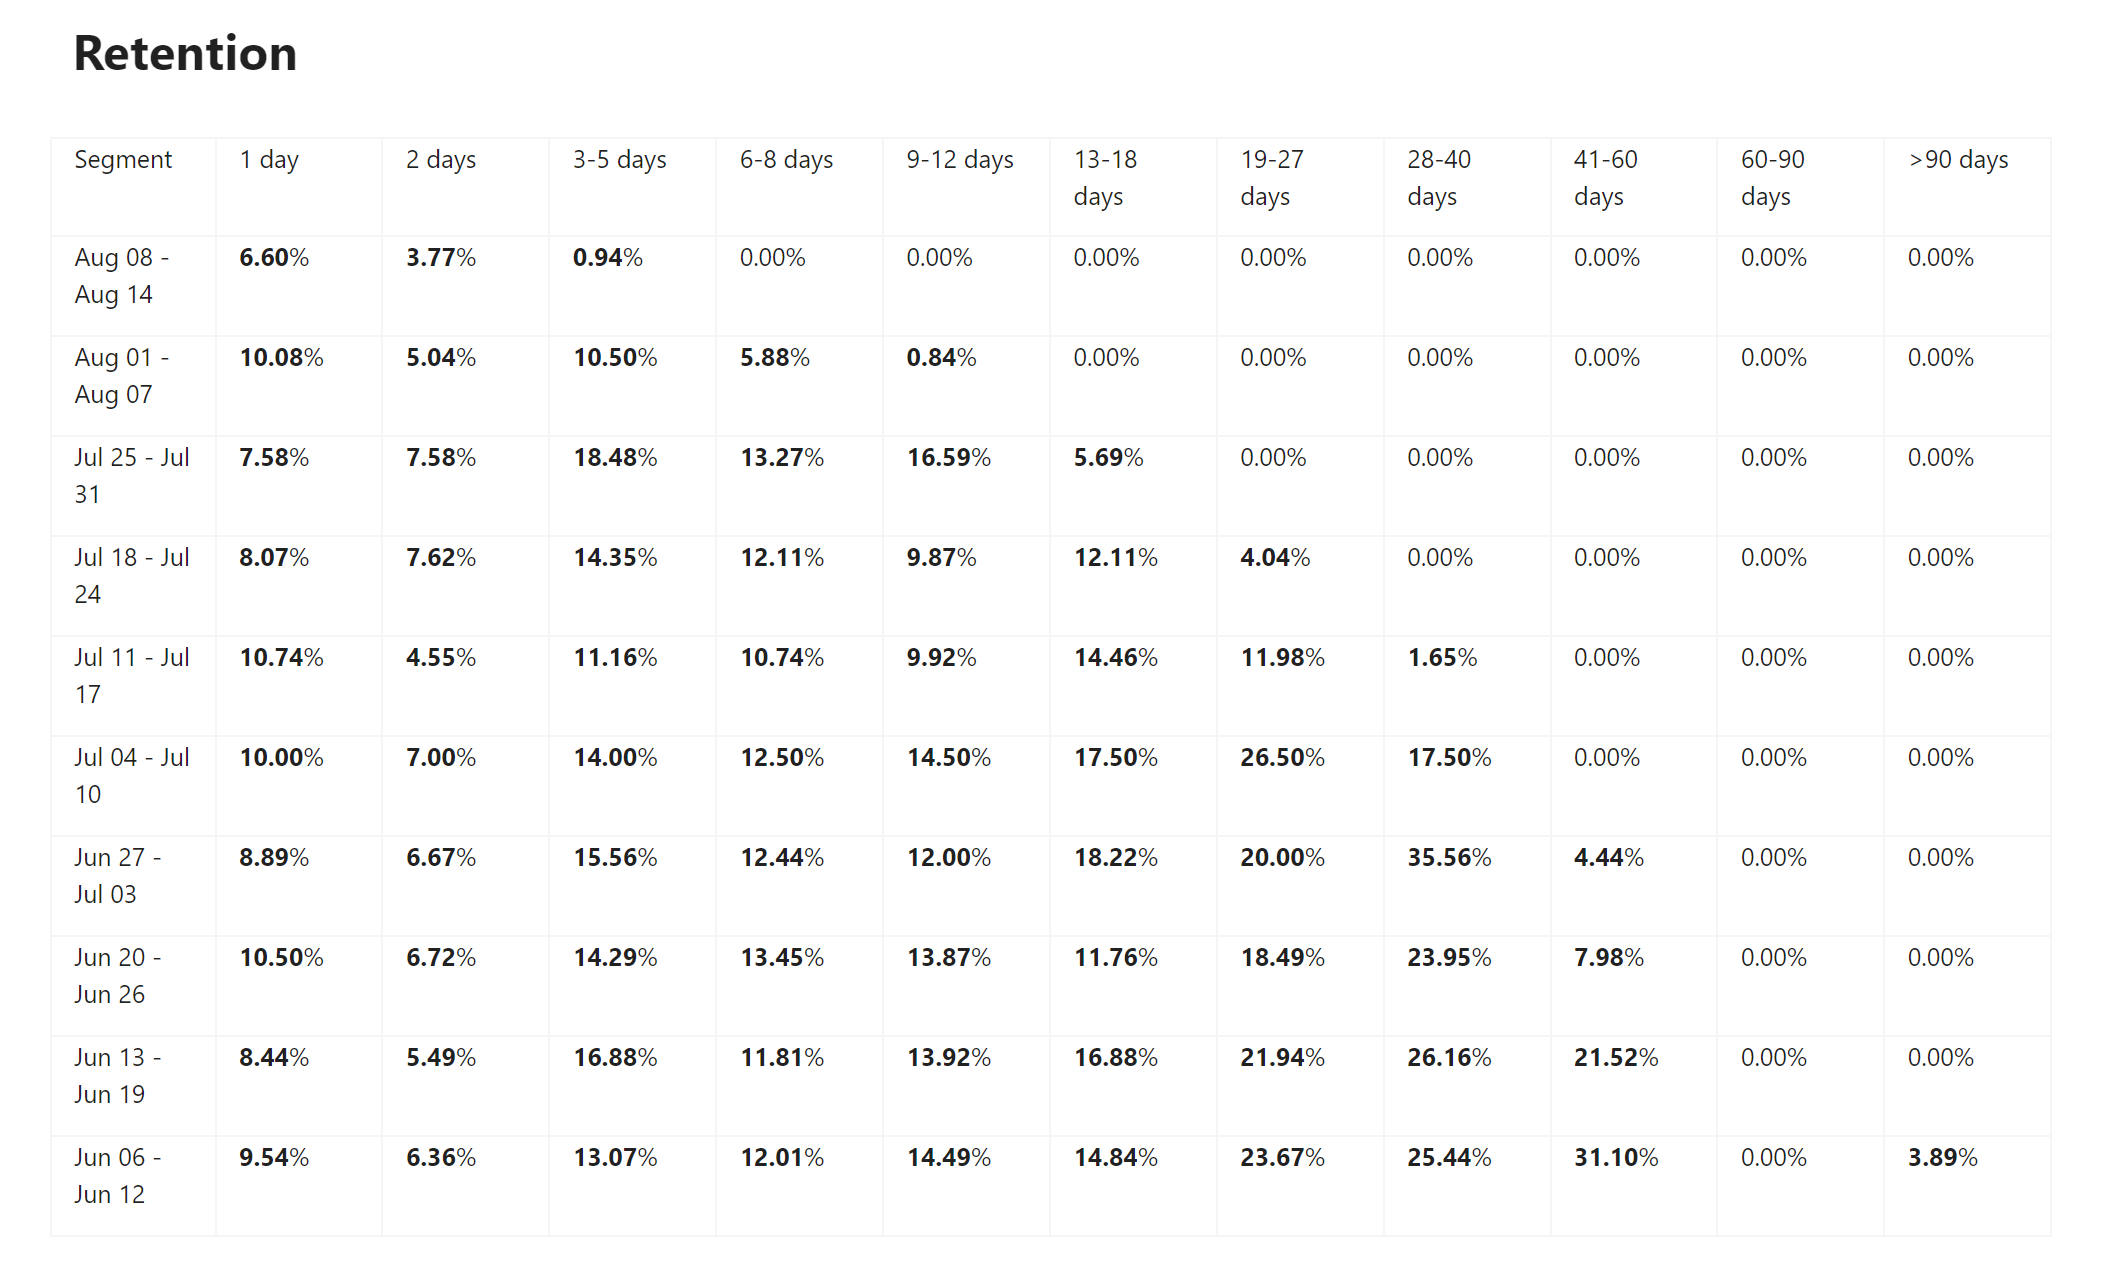 Retention
Segment 1 day 2 days 3-5 days 6-8 days 9-12 days 13-18 days 19-27 days 28-40 days 41-60 days 60-90 days >90 days
Aug 08 - Aug 14 6.60% 3.77% 0.94% 0.00% 0.00% 0.00% 0.00% 0.00% 0.00% 0.00% 0.00%
Aug 01 - Aug 07 10.08% 5.04% 10.50% 5.88% 0.84% 0.00% 0.00% 0.00% 0.00% 0.00% 0.00%
Jul 25 - Jul 31 7.58% 7.58% 18.48% 13.27% 16.59% 5.69% 0.00% 0.00% 0.00% 0.00% 0.00%
Jul 18 - Jul 24 8.07% 7.62% 14.35% 12.11% 9.87% 12.11% 4.04% 0.00% 0.00% 0.00% 0.00%
Jul 11 - Jul 17 10.74% 4.55% 11.16% 10.74% 9.92% 14.46% 11.98% 1.65% 0.00% 0.00% 0.00%
Jul 04 - Jul 10 10.00% 7.00% 14.00% 12.50% 14.50% 17.50% 26.50% 17.50% 0.00% 0.00% 0.00%
Jun 27 - Jul 03 8.89% 6.67% 15.56% 12.44% 12.00% 18.22% 20.00% 35.56% 4.44% 0.00% 0.00%
Jun 20 - Jun 26 10.50% 6.72% 14.29% 13.45% 13.87% 11.76% 18.49% 23.95% 7.98% 0.00% 0.00%
Jun 13 - Jun 19 8.44% 5.49% 16.88% 11.81% 13.92% 16.88% 21.94% 26.16% 21.52% 0.00% 0.00%
Jun 06 - Jun 12 9.54% 6.36% 13.07% 12.01% 14.49% 14.84% 23.67% 25.44% 31.10% 0.00% 3.89%